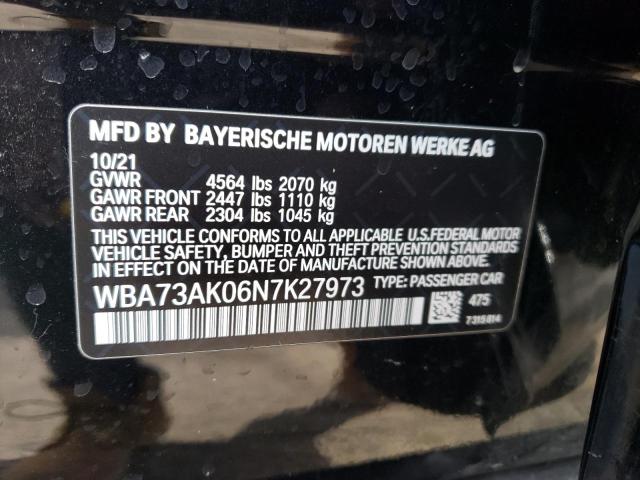 MFD BY BAYERISCHE MOTOREN WERKE AG
10/21
GVWR 4564 lbs 2070 kg
GAWR FRONT 2447 lbs 1110 kg
GAWR REAR 2304 lbs 1045 kg
THIS VEHICLE CONFORMS TO ALL APPLICABLE U.S.FEDERAL MOTOR
VEHICLE SAFETY, BUMPER AND THEFT PREVENTION STANDARDS
IN EFFECT ON THE DATE OF MANUFACTURE SHOWN ABOVE.
WBA73AK06N7K27973 TYPE: PASSENGER CAR
475
7315814